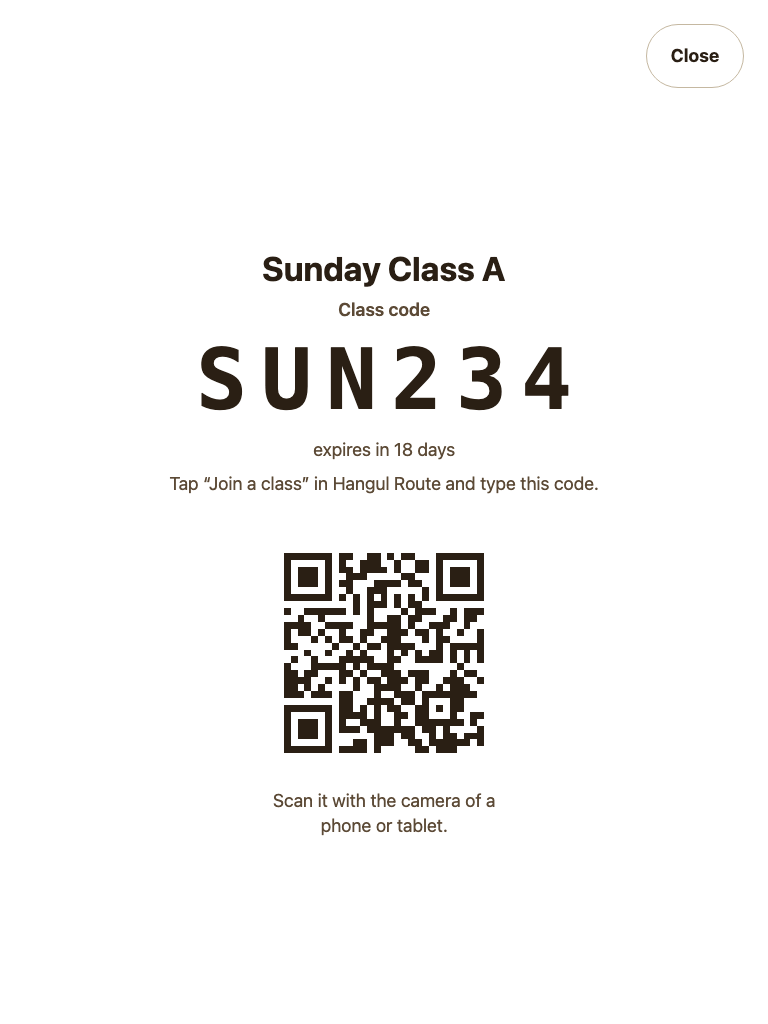 Close
Sunday Class A
Class code
SUN234
expires in 18 days
Tap “Join a class” in Hangul Route and type this code.
Scan it with the camera of a
phone or tablet.